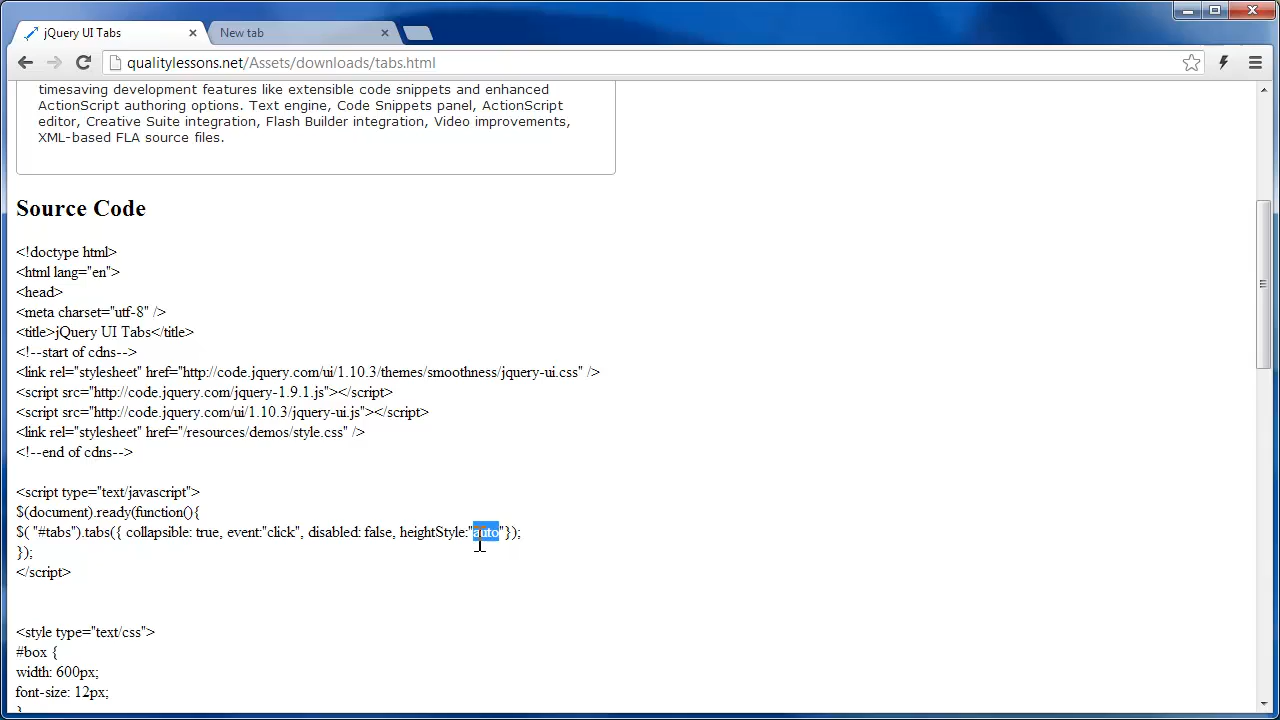 jQuery UI Tabs
New tab
qualitylessons.net/Assets/downloads/tabs.html
timesaving development features like extensible code snippets and enhanced
ActionScript authoring options. Text engine, Code Snippets panel, ActionScript
editor, Creative Suite integration, Flash Builder integration, Video improvements,
XML-based FLA source files.
Source Code
<!doctype html>
<html lang="en">
<head>
<meta charset="utf-8" />
<title>jQuery UI Tabs</title>
<!--start of cdns-->
<link rel="stylesheet" href="http://code.jquery.com/ui/1.10.3/themes/smoothness/jquery-ui.css" />
<script src="http://code.jquery.com/jquery-1.9.1.js"></script>
<script src="http://code.jquery.com/ui/1.10.3/jquery-ui.js"></script>
<link rel="stylesheet" href="/resources/demos/style.css" />
<!--end of cdns-->
<script type="text/javascript">
$(document).ready(function(){
$( "#tabs").tabs({ collapsible: true, event:"click", disabled: false, heightStyle:"auto"});
});
</script>
<style type="text/css">
#box {
width: 600px;
font-size: 12px;
}